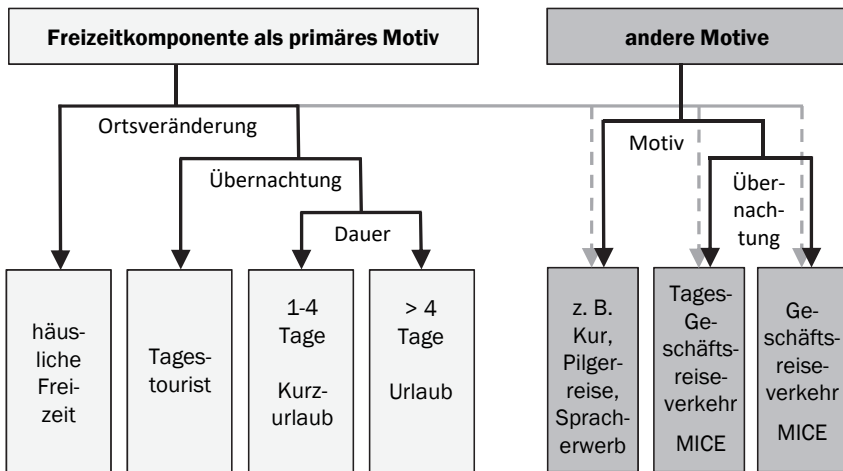 Freizeitkomponente als primäres Motiv
andere Motive
Ortsveränderung
Motiv
Übernachtung
Über-
nach-
tung
Dauer
häus-
liche
Frei-
zeit
Tages-
tourist
1-4
Tage
Kurz-
urlaub
> 4
Tage
Urlaub
z. B.
Kur,
Pilger-
reise,
Sprach-
erwerb
Tages-
Ge-
schäfts-
reise-
verkehr
MICE
Ge-
schäfts-
reise-
verkehr
MICE